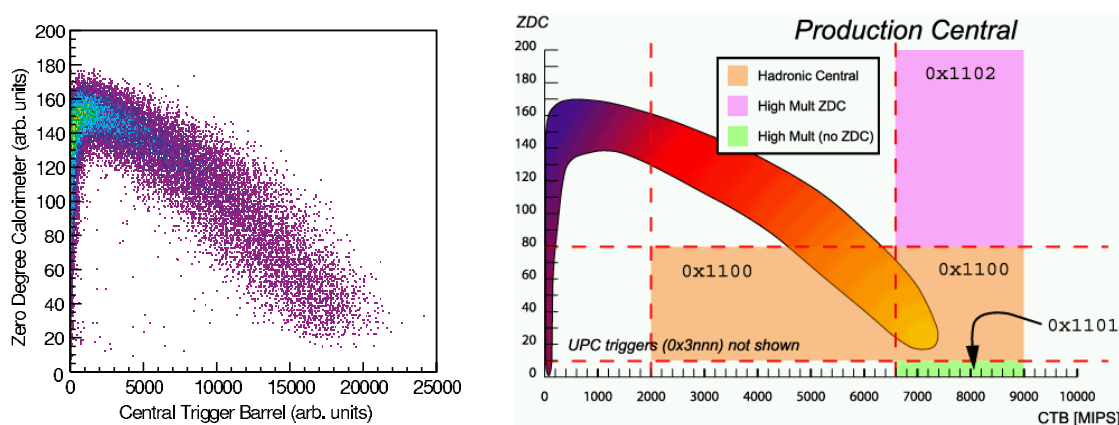 200
180
160
140
120
100
80
60
40
20
0
0 5000 10000 15000 20000 25000
Zero Degree Calorimeter (arb. units)
Central Trigger Barrel (arb. units)
ZDC
Production Central
200
180
160
140
120
100
80
60
40
20
0
Hadronic Central
High Mult ZDC
High Mult (no ZDC)
0x1102
0x1100
0x1100
0x1101
UPC triggers (0x3nnn) not shown
0 1000 2000 3000 4000 5000 6000 7000 8000 9000 10000
CTB [MIPS]